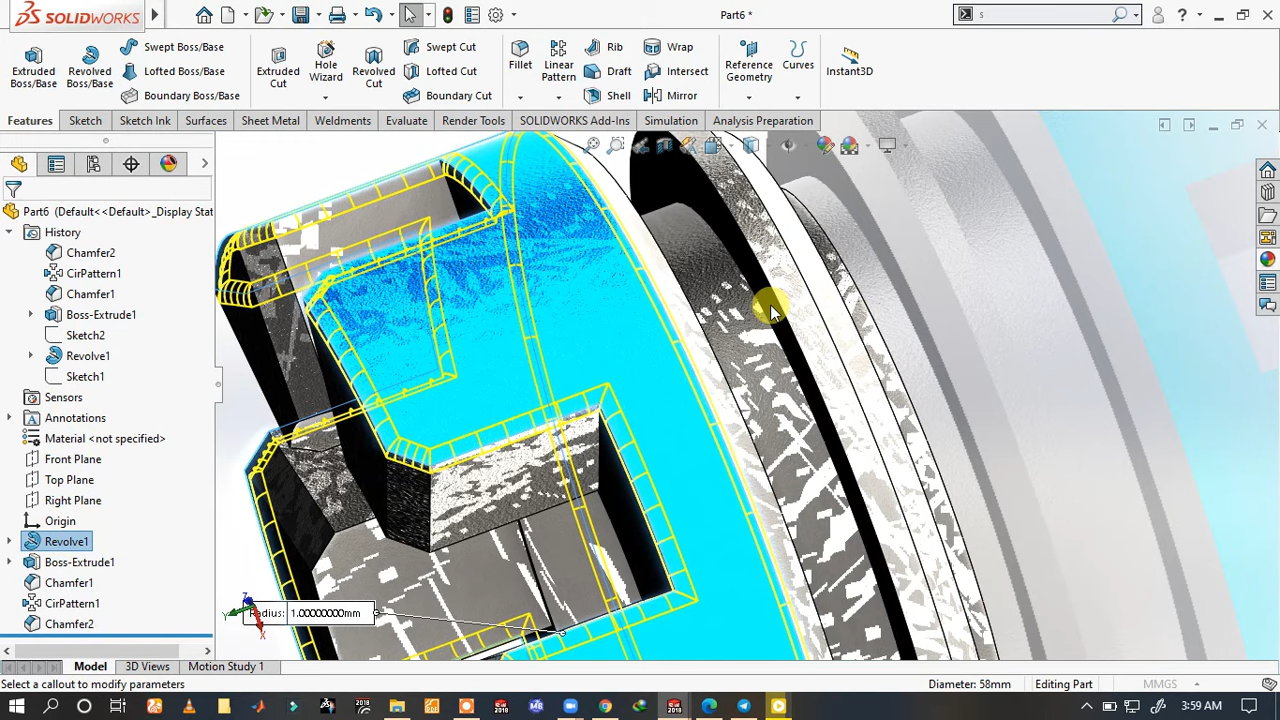 SOLIDWORKS
Part6 *
s
Extruded Boss/Base
Revolved Boss/Base
Swept Boss/Base
Lofted Boss/Base
Boundary Boss/Base
Extruded Cut
Hole Wizard
Revolved Cut
Swept Cut
Lofted Cut
Boundary Cut
Fillet
Linear Pattern
Rib
Draft
Shell
Wrap
Intersect
Mirror
Reference Geometry
Curves
Instant3D
Features
Sketch
Sketch Ink
Surfaces
Sheet Metal
Weldments
Evaluate
Render Tools
SOLIDWORKS Add-Ins
Simulation
Analysis Preparation
Part6 (Default<<Default>_Display Stat
History
Chamfer2
CirPattern1
Chamfer1
Boss-Extrude1
Sketch2
Revolve1
Sketch1
Sensors
Annotations
Material <not specified>
Front Plane
Top Plane
Right Plane
Origin
Revolve1
Boss-Extrude1
Chamfer1
CirPattern1
Chamfer2
Radius: 1.00000000mm
Z
Y
X
Model
3D Views
Motion Study 1
Select a callout to modify parameters
Diameter: 58mm
Editing Part
MMGS
3:59 AM